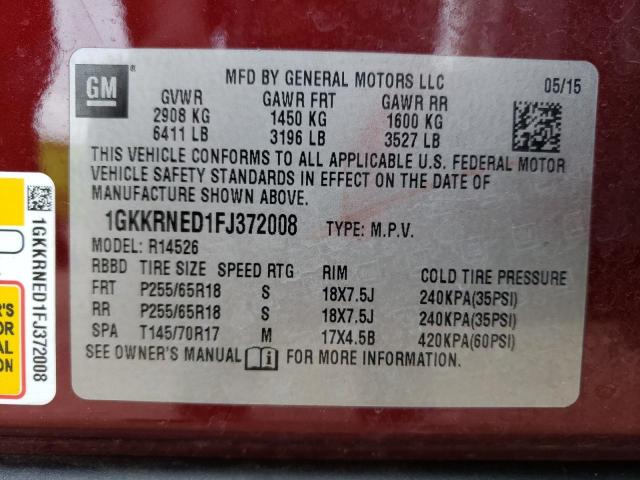 GM
MFD BY GENERAL MOTORS LLC 05/15
GVWR GAWR FRT GAWR RR
2908 KG 1450 KG 1600 KG
6411 LB 3196 LB 3527 LB
THIS VEHICLE CONFORMS TO ALL APPLICABLE U.S. FEDERAL MOTOR
VEHICLE SAFETY STANDARDS IN EFFECT ON THE DATE OF
MANUFACTURE SHOWN ABOVE.
1GKKRNED1FJ372008 TYPE: M.P.V.
MODEL: R14526
RBBD TIRE SIZE SPEED RTG RIM COLD TIRE PRESSURE
FRT P255/65R18 S 18X7.5J 240KPA(35PSI)
RR P255/65R18 S 18X7.5J 240KPA(35PSI)
SPA T145/70R17 M 17X4.5B 420KPA(60PSI)
SEE OWNER'S MANUAL FOR MORE INFORMATION.
1GKKRNED1FJ372008